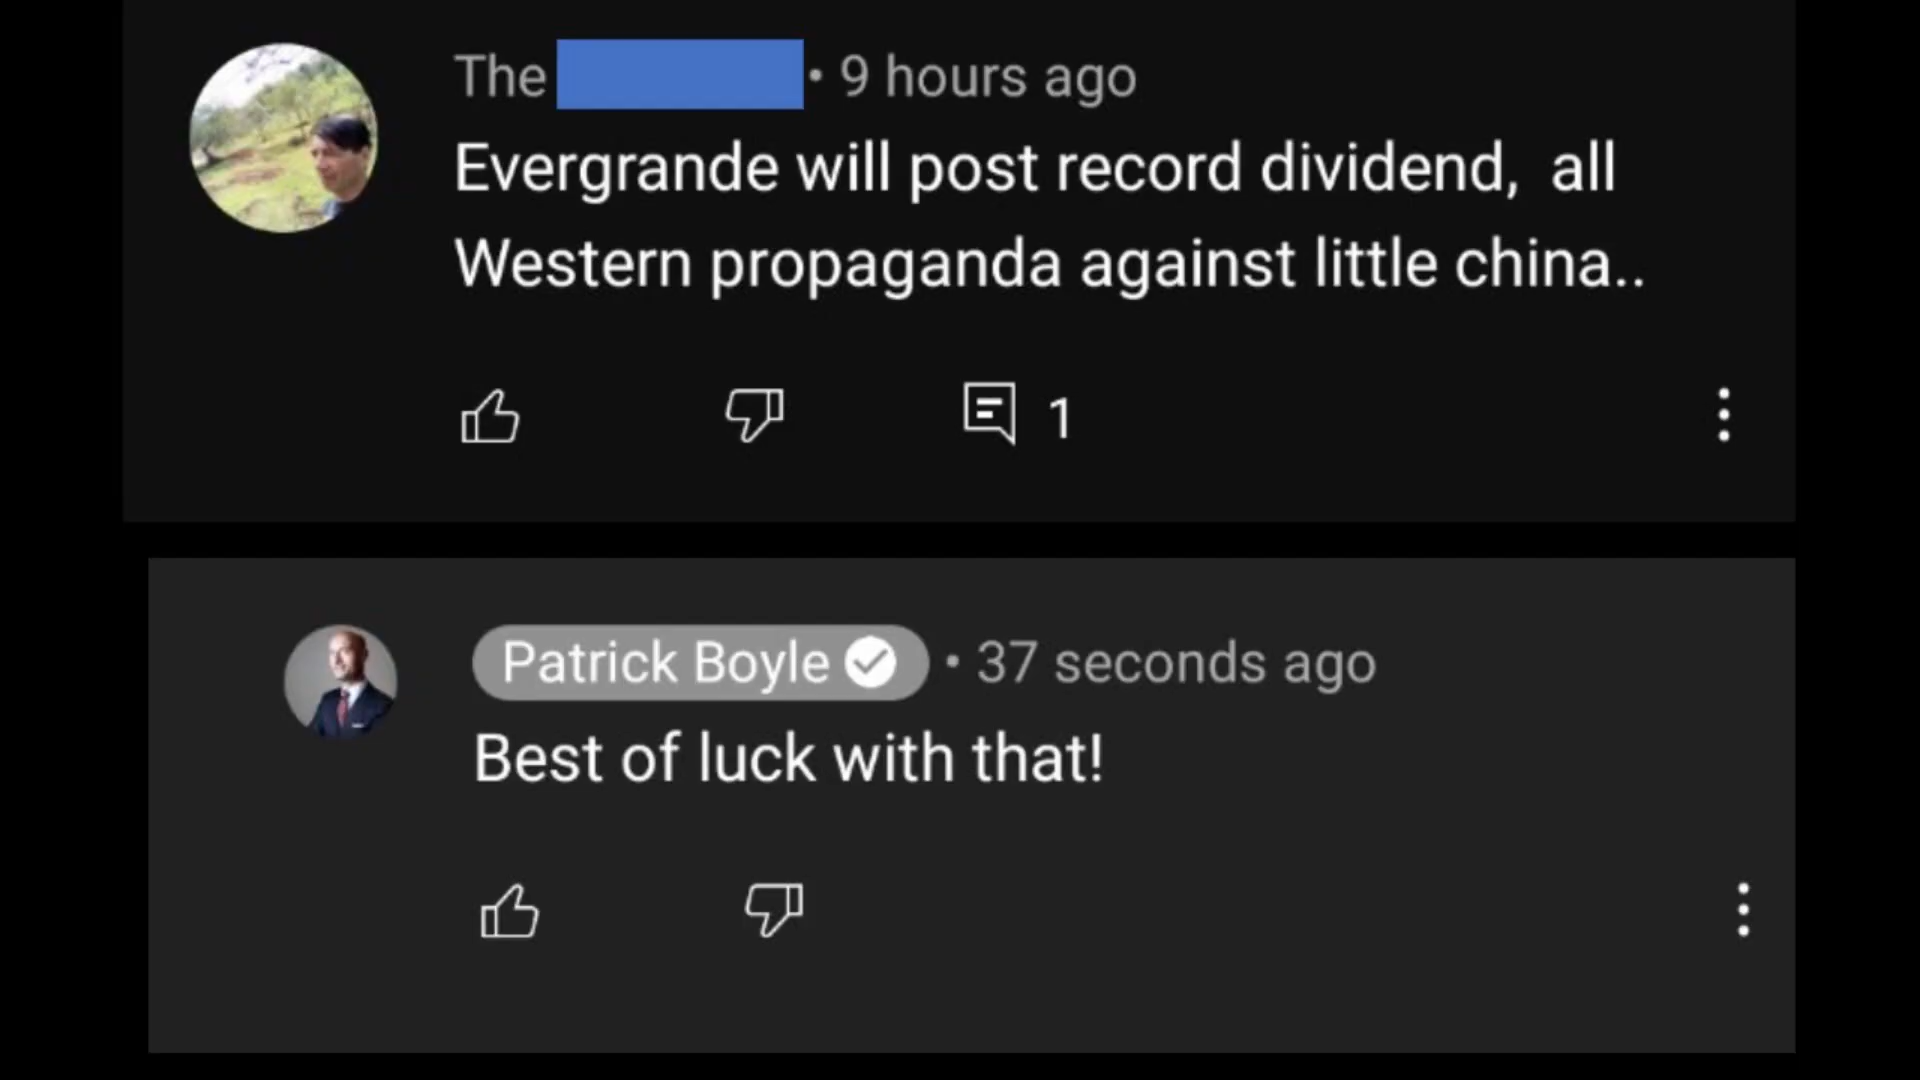 The • 9 hours ago
Evergrande will post record dividend,  all
Western propaganda against little china..
1
Patrick Boyle • 37 seconds ago
Best of luck with that!